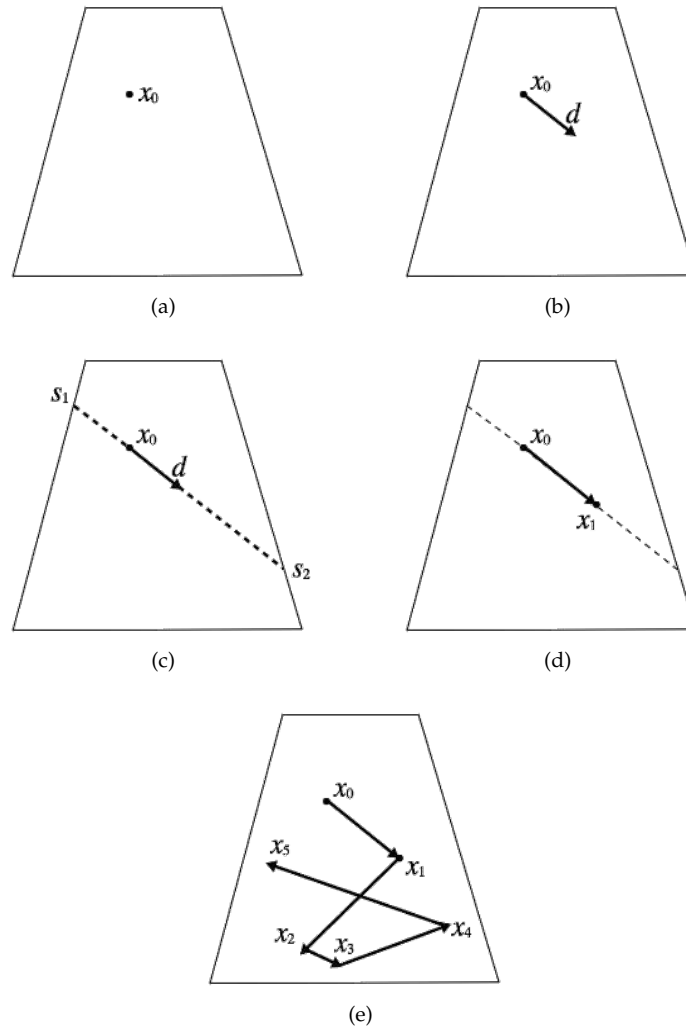 x₀
x₀
d
(a)
(b)
s₁
x₀
d
s₂
x₀
x₁
(c)
(d)
x₀
x₅
x₁
x₂
x₃
x₄
(e)